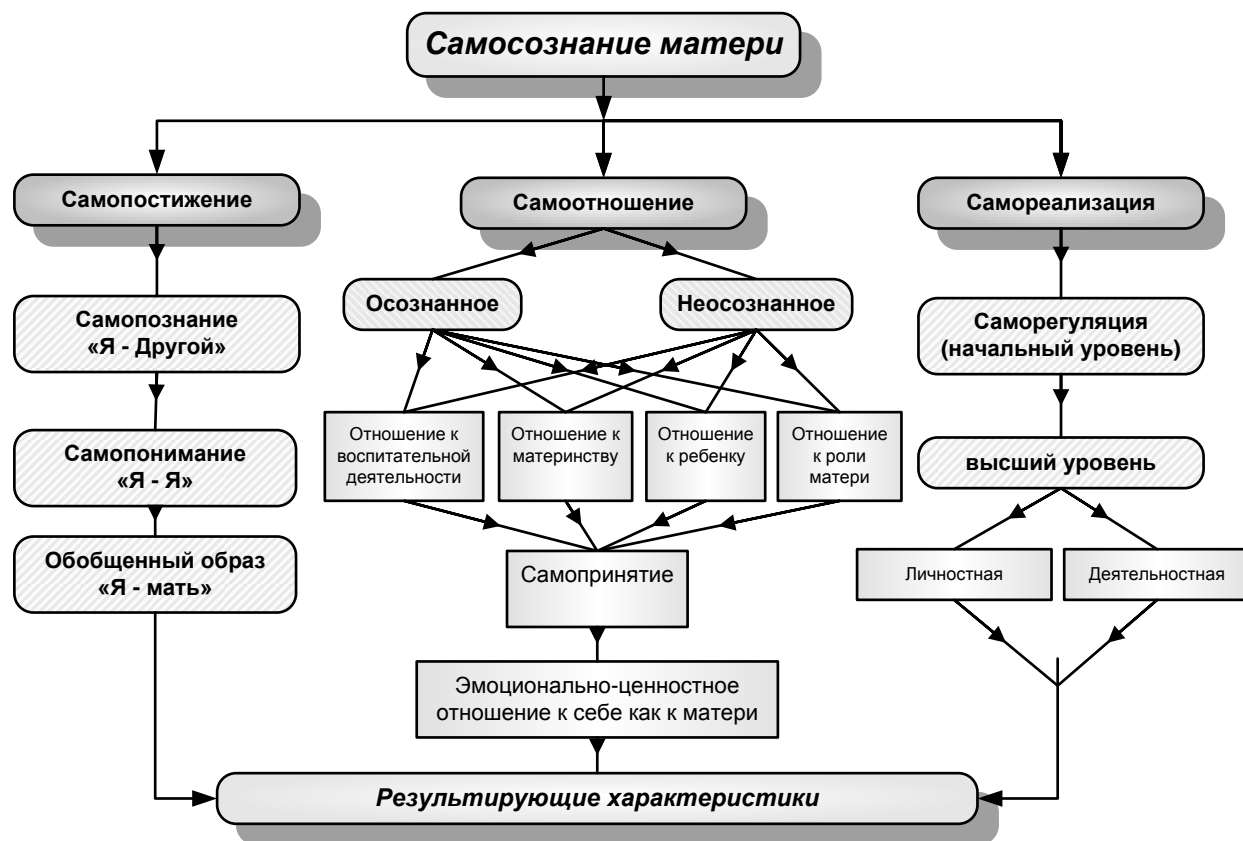 Самосознание матери
Самопостижение
Самоотношение
Самореализация
Осознанное
Неосознанное
Самопознание
«Я - Другой»
Саморегуляция
(начальный уровень)
Самопонимание
«Я - Я»
Отношение к
воспитательной
деятельности
Отношение к
материнству
Отношение
к ребенку
Отношение
к роли
матери
высший уровень
Обобщенный образ
«Я - мать»
Самопринятие
Личностная
Деятельностная
Эмоционально-ценностное
отношение к себе как к матери
Результирующие характеристики